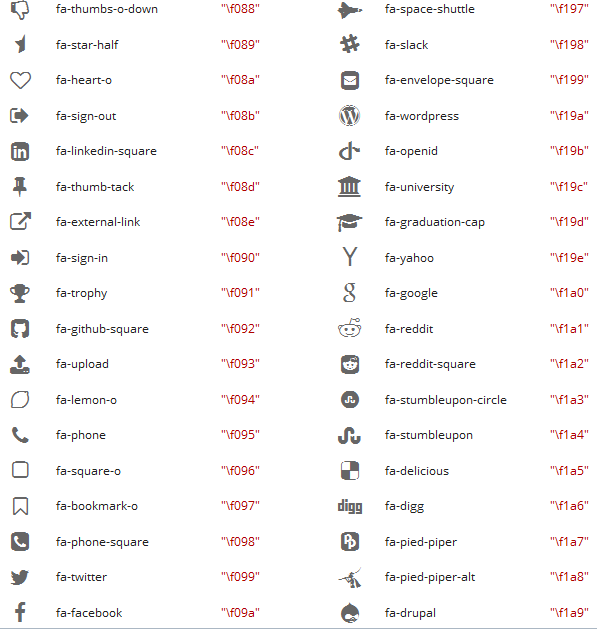 fa-thumbs-o-down "\f088" fa-space-shuttle "\f197"
fa-star-half "\f089" fa-slack "\f198"
fa-heart-o "\f08a" fa-envelope-square "\f199"
fa-sign-out "\f08b" fa-wordpress "\f19a"
fa-linkedin-square "\f08c" fa-openid "\f19b"
fa-thumb-tack "\f08d" fa-university "\f19c"
fa-external-link "\f08e" fa-graduation-cap "\f19d"
fa-sign-in "\f090" fa-yahoo "\f19e"
fa-trophy "\f091" fa-google "\f1a0"
fa-github-square "\f092" fa-reddit "\f1a1"
fa-upload "\f093" fa-reddit-square "\f1a2"
fa-lemon-o "\f094" fa-stumbleupon-circle "\f1a3"
fa-phone "\f095" fa-stumbleupon "\f1a4"
fa-square-o "\f096" fa-delicious "\f1a5"
fa-bookmark-o "\f097" digg fa-digg "\f1a6"
fa-phone-square "\f098" fa-pied-piper "\f1a7"
fa-twitter "\f099" fa-pied-piper-alt "\f1a8"
fa-facebook "\f09a" fa-drupal "\f1a9"